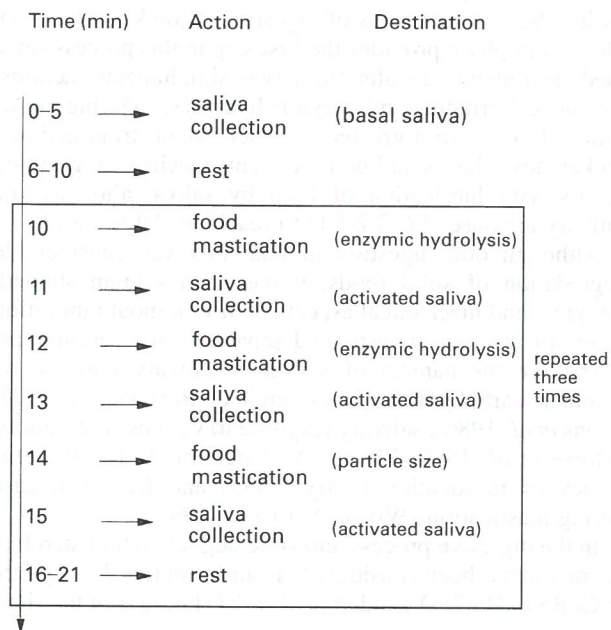 Time (min) Action Destination
0–5 saliva collection (basal saliva)
6–10 rest
10 food mastication (enzymic hydrolysis)
11 saliva collection (activated saliva)
12 food mastication (enzymic hydrolysis)
13 saliva collection (activated saliva)
14 food mastication (particle size)
15 saliva collection (activated saliva)
16–21 rest
repeated three times